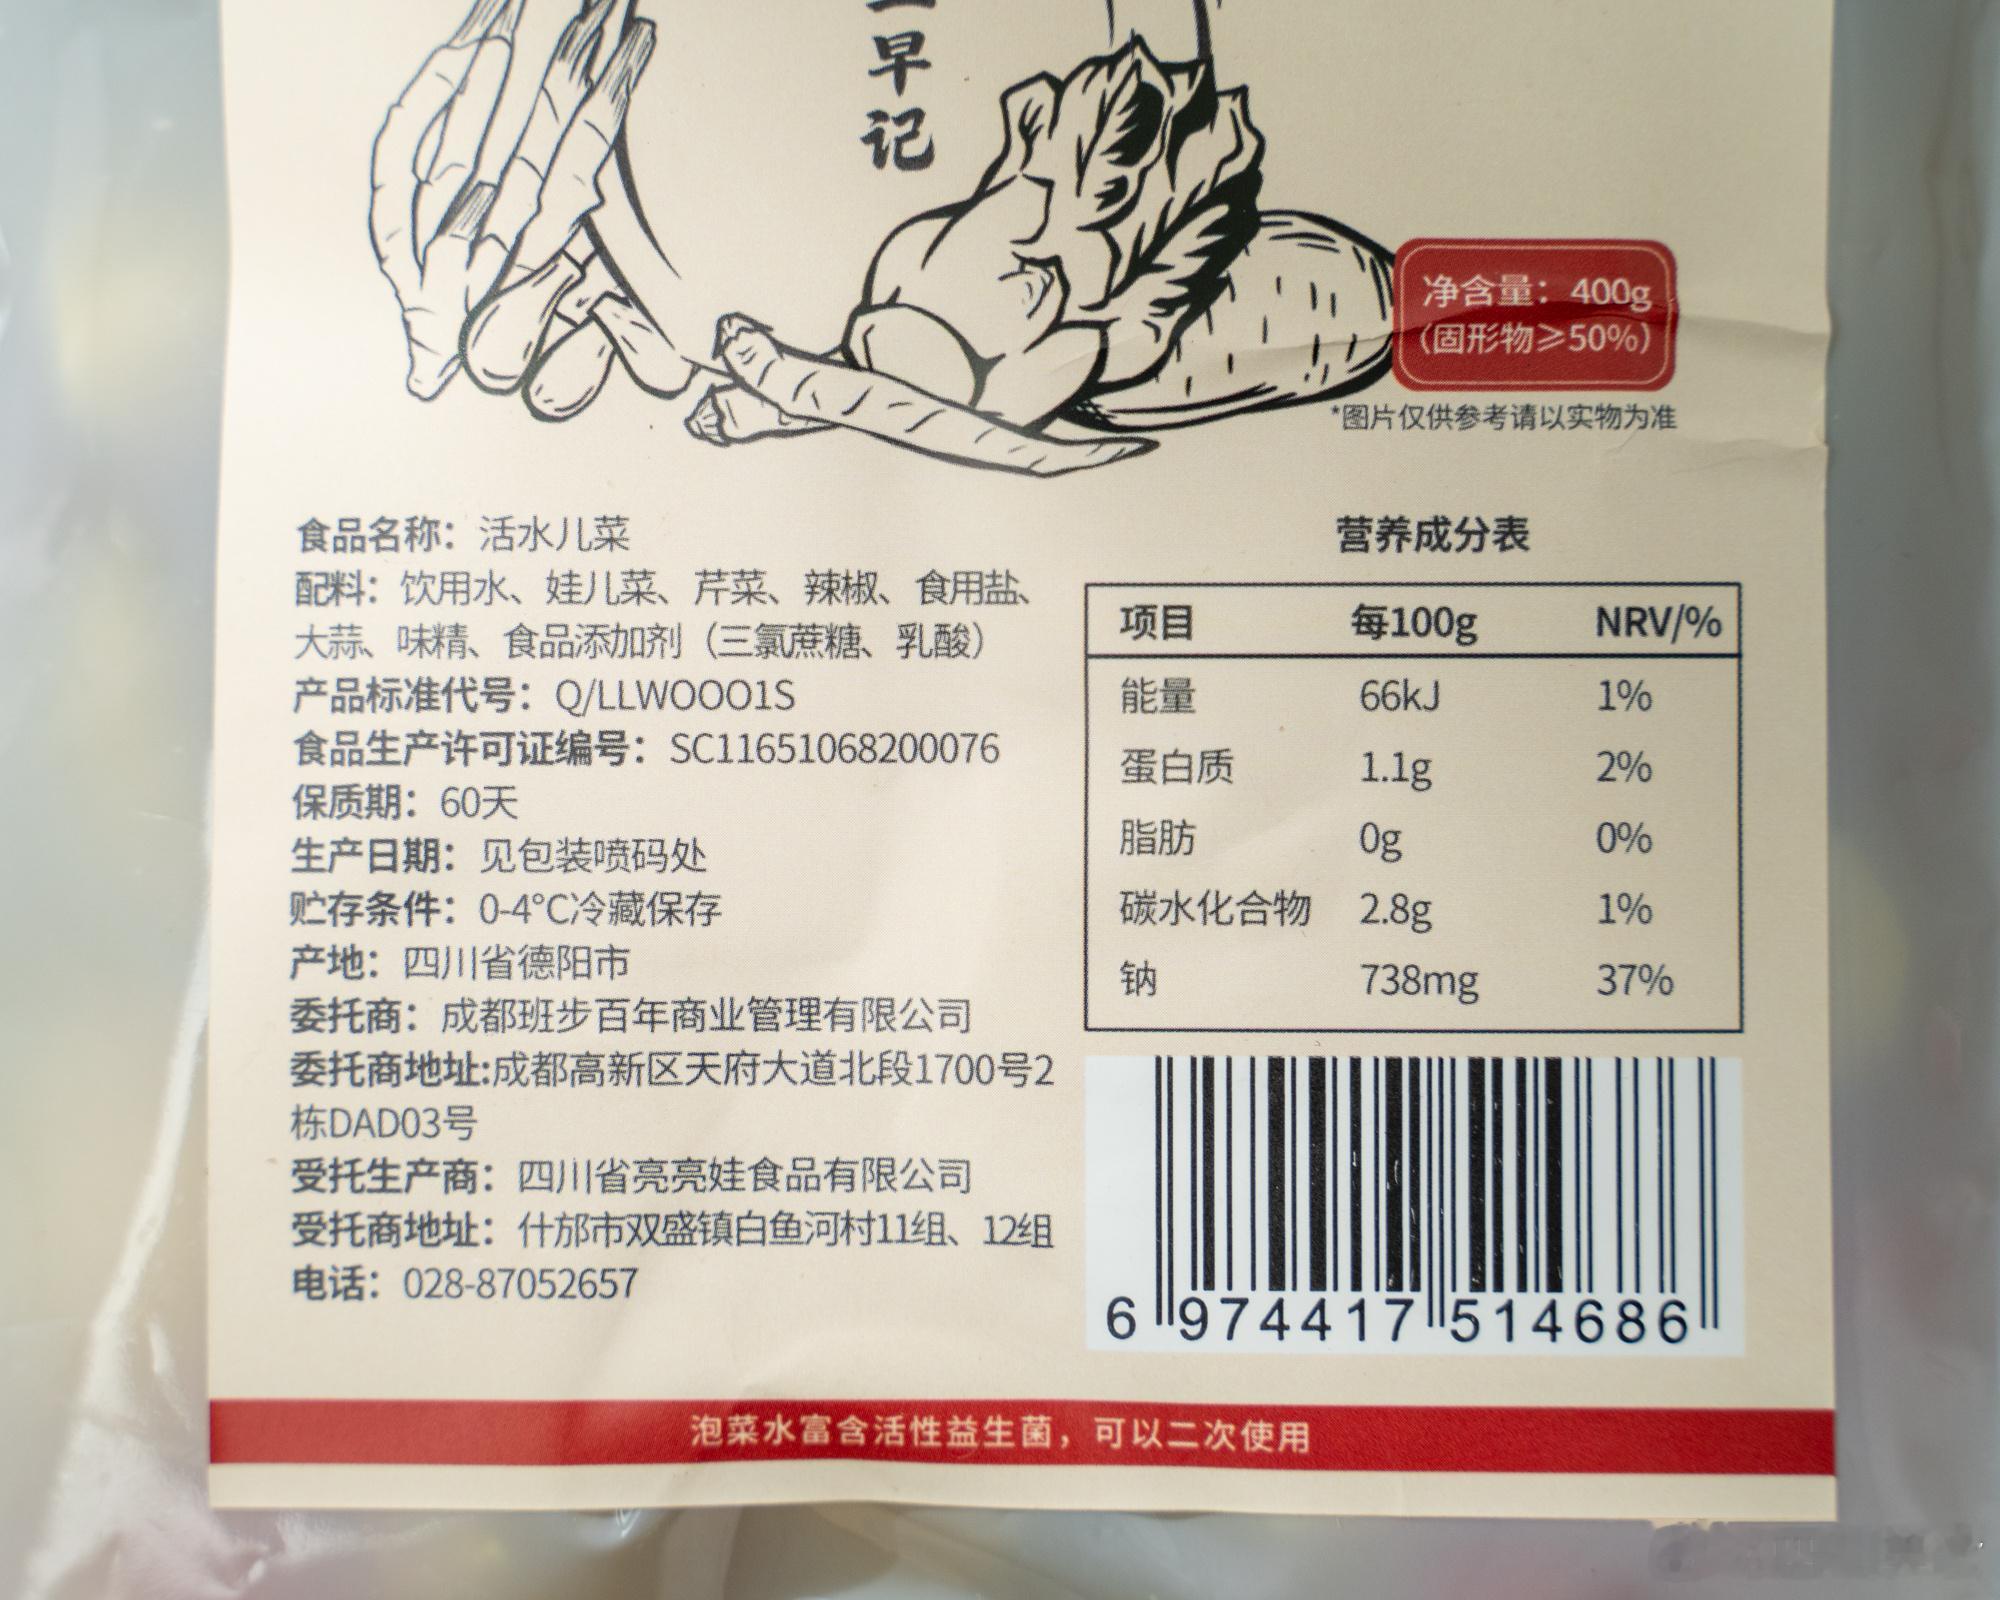 早
记
净含量：400g
（固形物≥50%）
*图片仅供参考请以实物为准
食品名称：活水儿菜
配料：饮用水、娃儿菜、芹菜、辣椒、食用盐、
大蒜、味精、食品添加剂（三氯蔗糖、乳酸）
产品标准代号：Q/LLWOOO1S
食品生产许可证编号：SC11651068200076
保质期：60天
生产日期：见包装喷码处
贮存条件：0-4°C冷藏保存
产地：四川省德阳市
委托商：成都班步百年商业管理有限公司
委托商地址:成都高新区天府大道北段1700号2
栋DAD03号
受托生产商：四川省亮亮娃食品有限公司
受托商地址：什邡市双盛镇白鱼河村11组、12组
电话：028-87052657
营养成分表
项目 每100g NRV/%
能量 66kJ 1%
蛋白质 1.1g 2%
脂肪 0g 0%
碳水化合物 2.8g 1%
钠 738mg 37%
6 974417 514686
泡菜水富含活性益生菌，可以二次使用